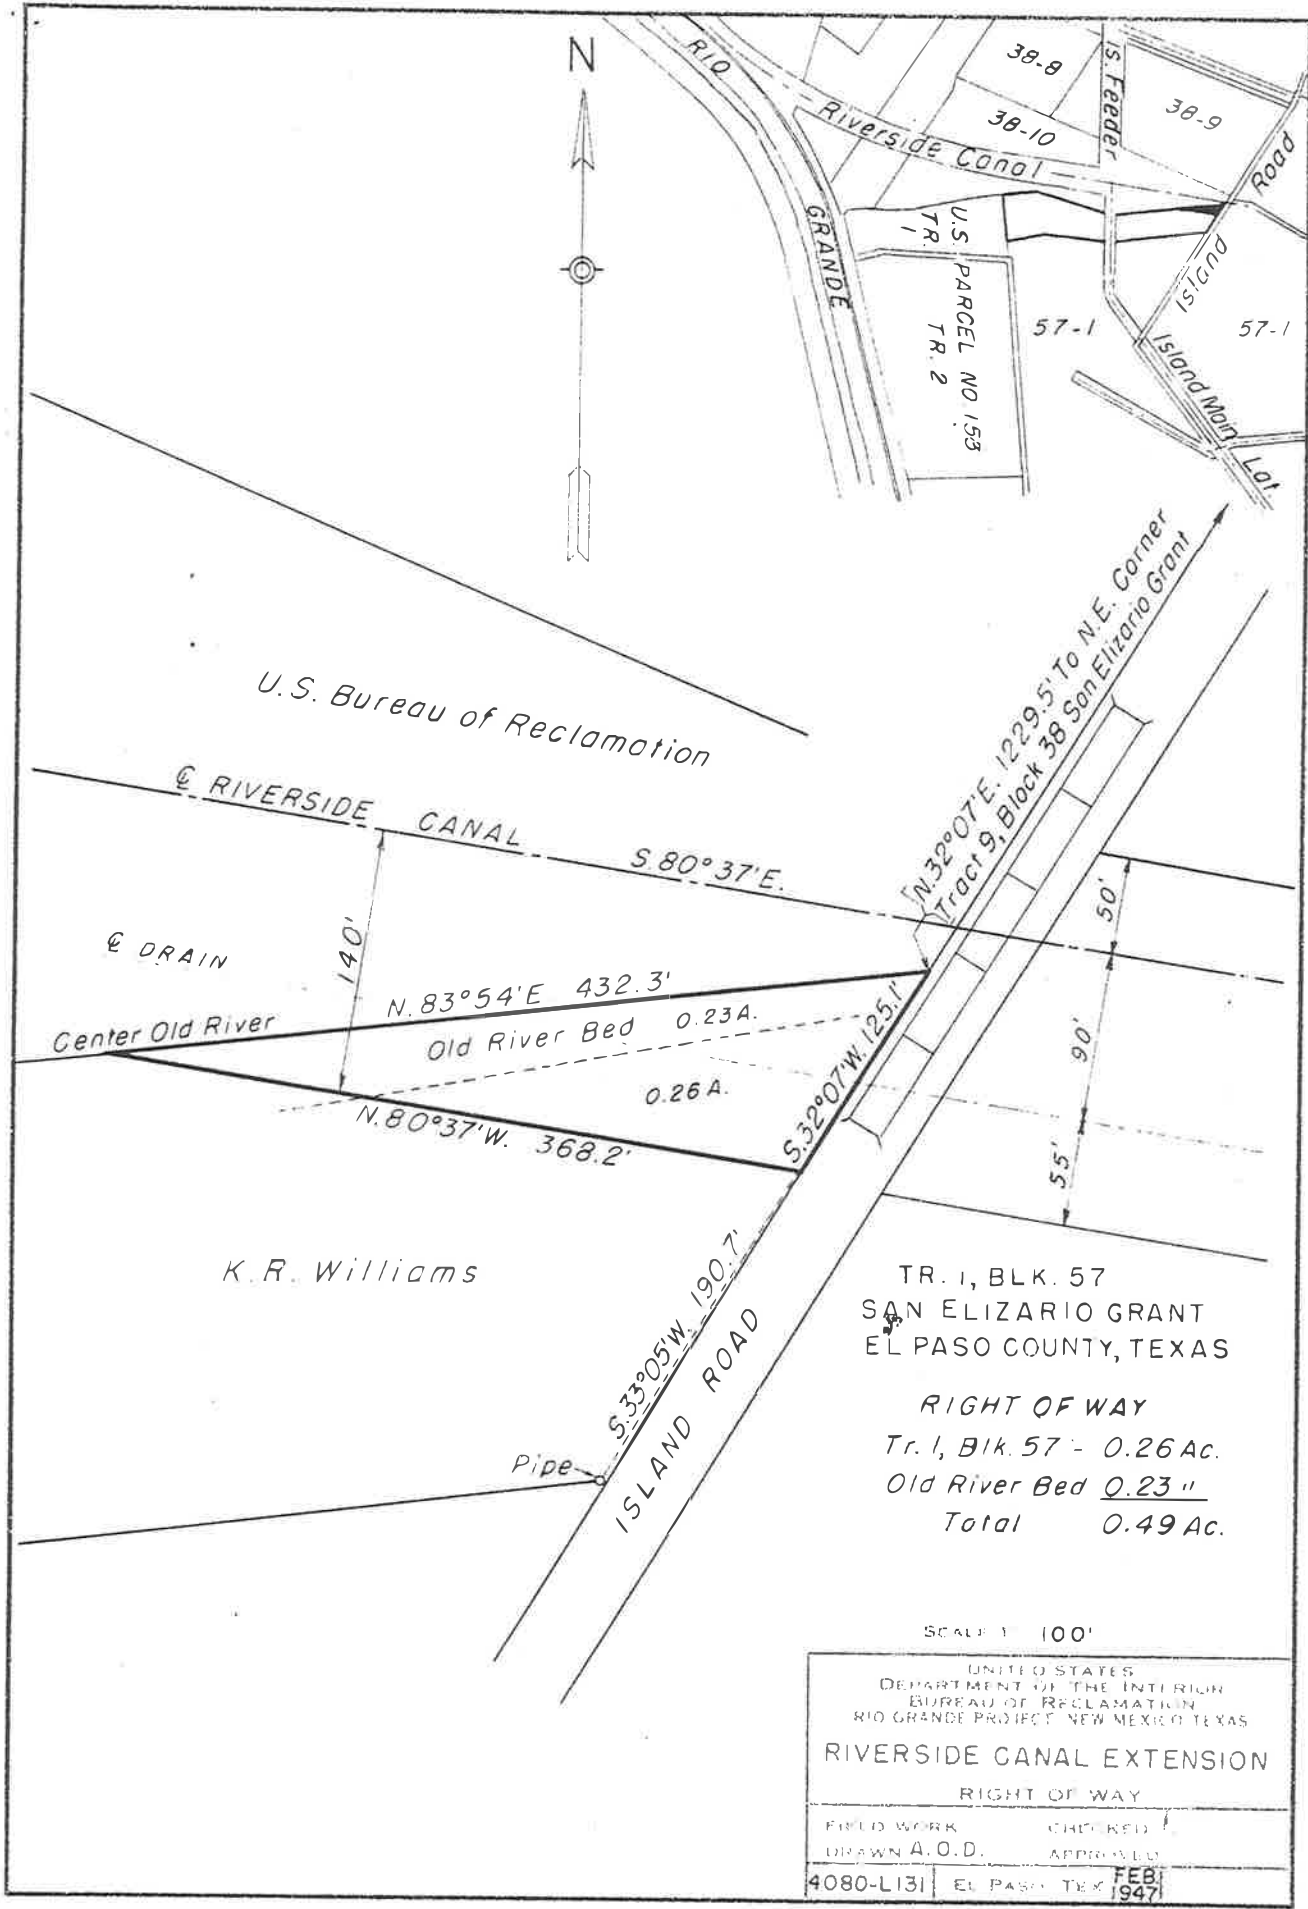 N
RIO
GRANDE
Riverside Canal
38-8
38-10
38-9
Is. Feeder
Island Road
U.S. PARCEL NO. 153
TR. 1
TR. 2
57-1
57-1
Island Main Lat.
N.32°07'E. 1229.5' To N.E. Corner
Tract 9, Block 38 San Elizario Grant
U.S. Bureau of Reclamation
℄ RIVERSIDE CANAL S.80°37'E.
℄ DRAIN
140'
50'
90'
55'
Center Old River
N.83°54'E 432.3'
Old River Bed 0.23A.
0.26A.
S.32°07'W. 125.1'
N.80°37'W. 368.2'
K.R. Williams
S.33°05'W. 190.7'
ISLAND ROAD
Pipe
TR. 1, BLK. 57
SAN ELIZARIO GRANT
EL PASO COUNTY, TEXAS
RIGHT OF WAY
Tr. 1, Blk. 57 - 0.26 Ac.
Old River Bed 0.23 "
Total 0.49 Ac.
SCALE 1" 100'
UNITED STATES
DEPARTMENT OF THE INTERIOR
BUREAU OF RECLAMATION
RIO GRANDE PROJECT NEW MEXICO TEXAS
RIVERSIDE CANAL EXTENSION
RIGHT OF WAY
FIELD WORK CHECKED
DRAWN A.O.D. APPROVED
4080-L131 EL PASO TEX FEB. 1947